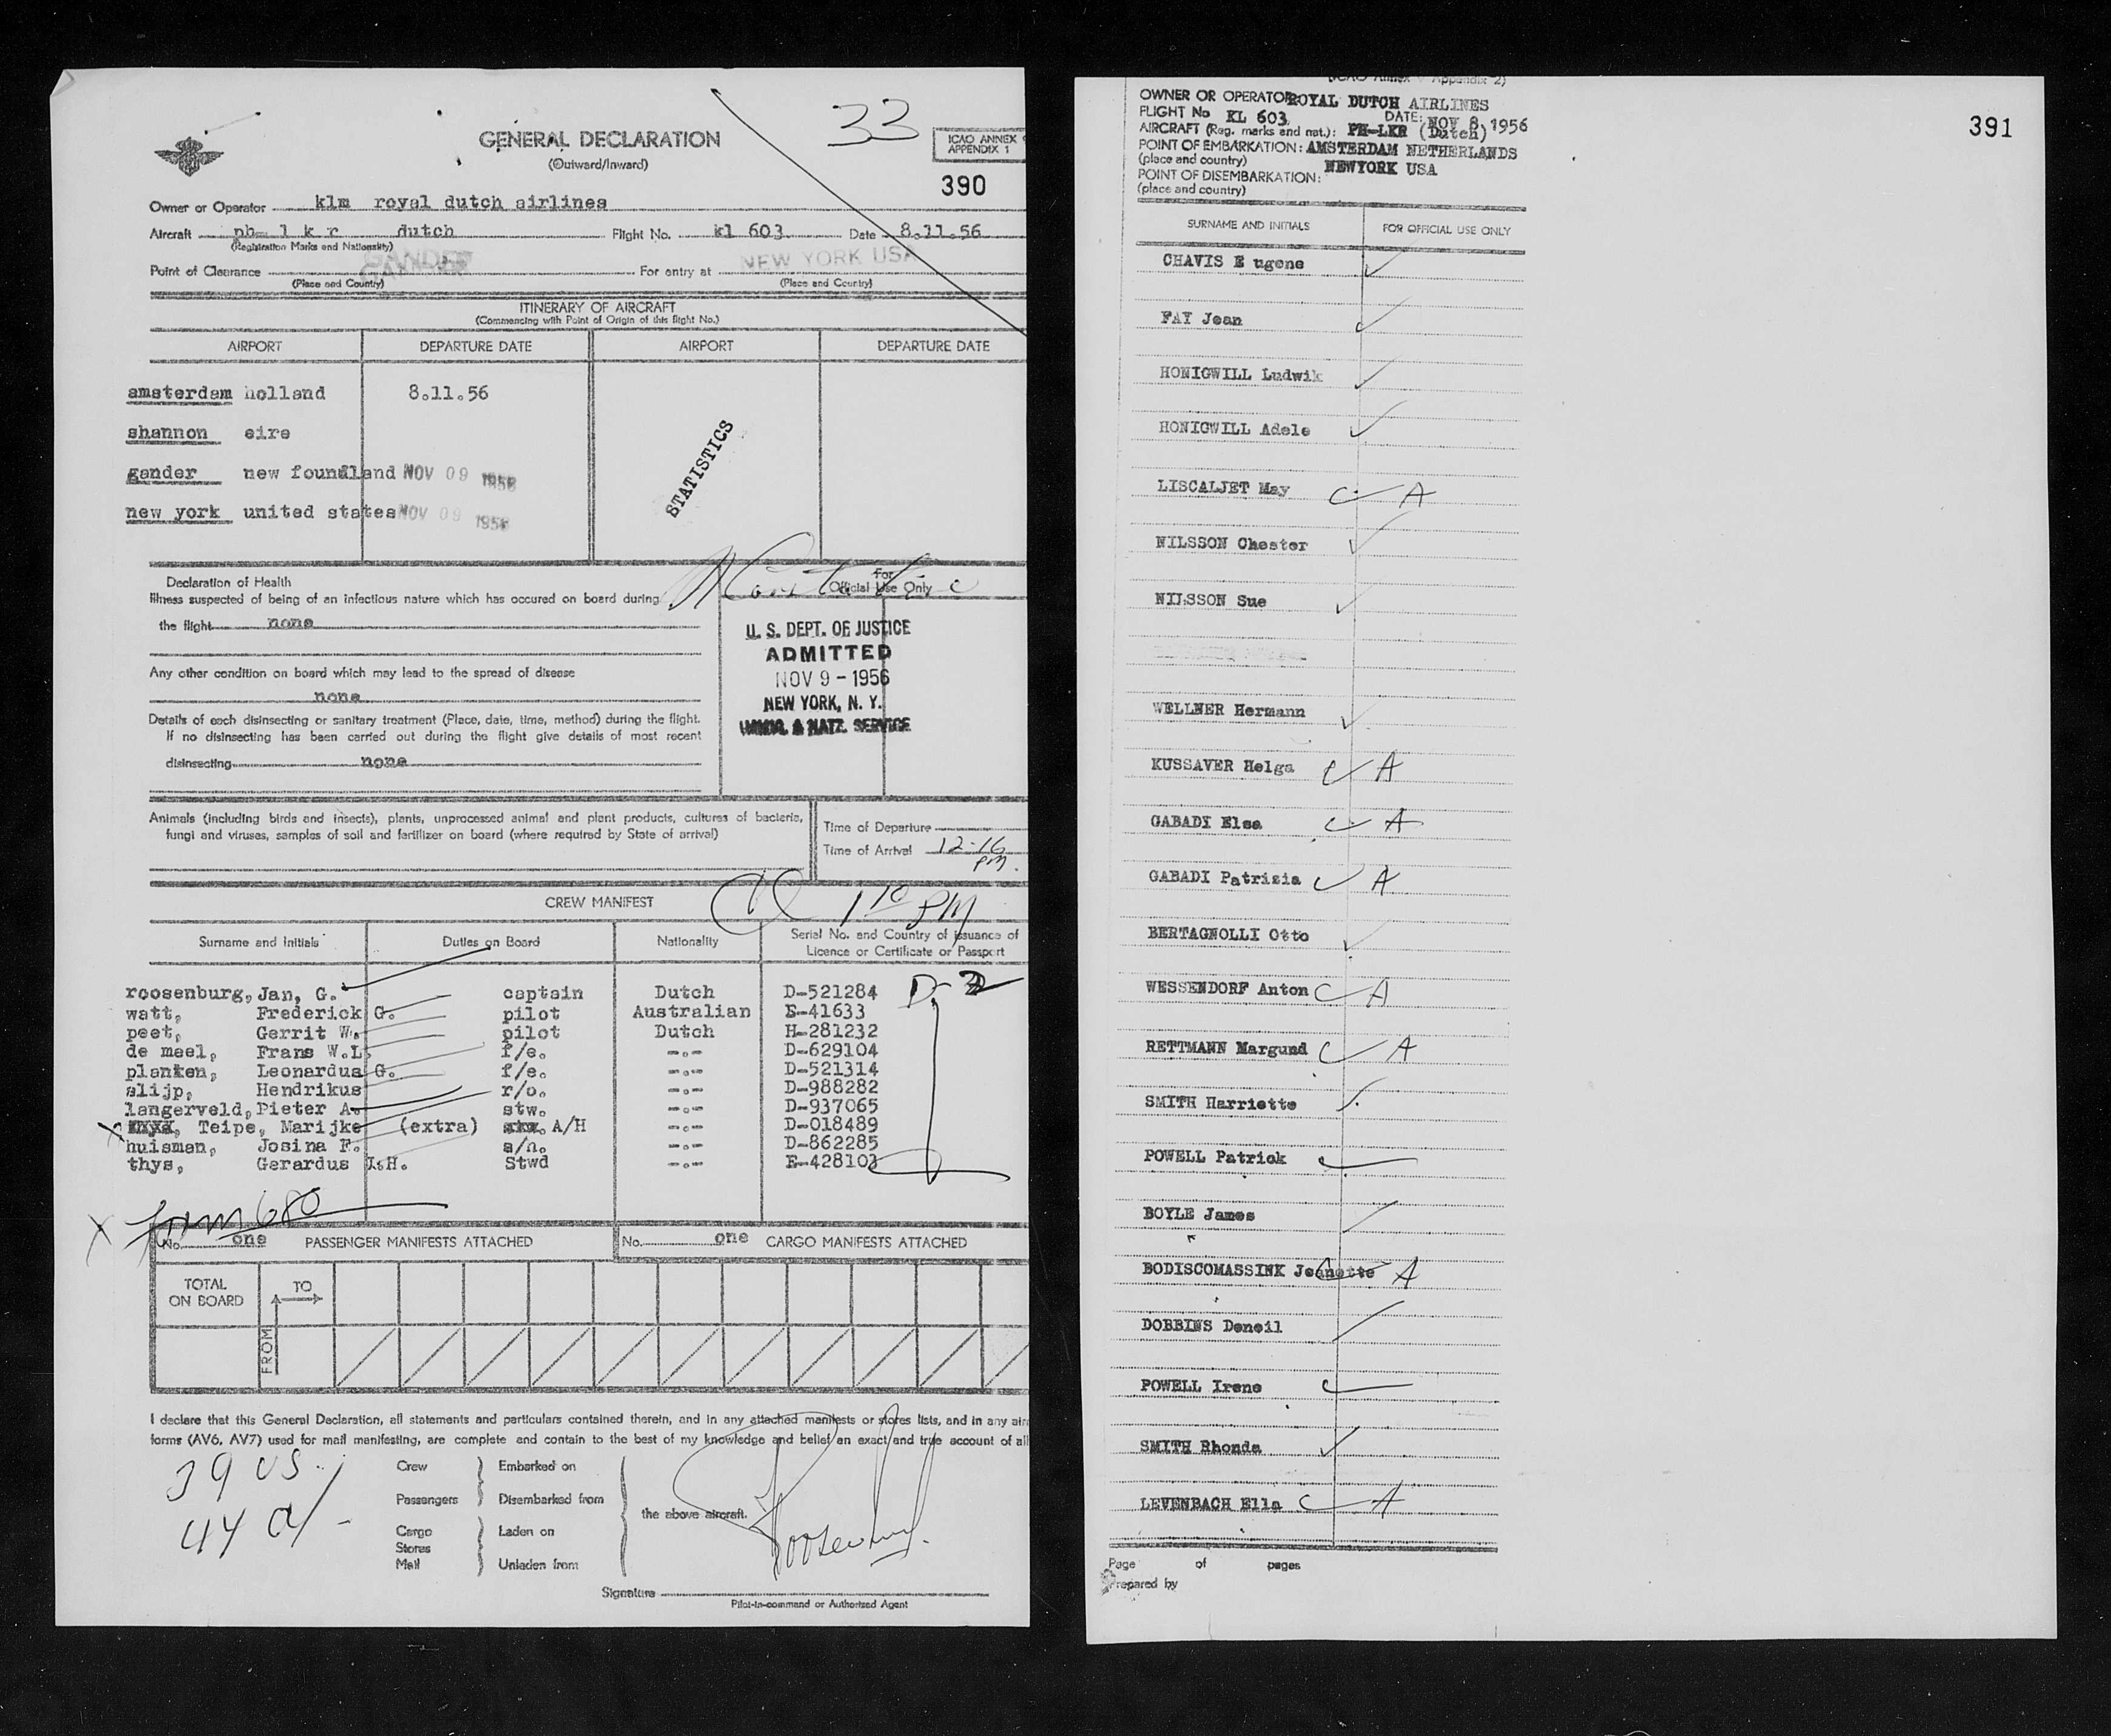 33
GENERAL DECLARATION
(Outward/Inward)
ICAO ANNEX 9
APPENDIX 1
390
Owner or Operator klm royal dutch airlines
Aircraft ph- l k r dutch Flight No. kl 603 Date 8.11.56
(Registration Marks and Nationality)
Point of Clearance GANDER For entry at NEW YORK USA
(Place and Country) (Place and Country)
ITINERARY OF AIRCRAFT
(Commencing with Point of Origin of this flight No.)
AIRPORT DEPARTURE DATE AIRPORT DEPARTURE DATE
amsterdam holland 8.11.56
shannon eire
gander new foundland NOV 09 1956
new york united states NOV 09 1956
STATISTICS
Declaration of Health
Illness suspected of being of an infectious nature which has occured on board during
the flight none
For
Official Use Only
U. S. DEPT. OF JUSTICE
ADMITTED
NOV 9 - 1956
NEW YORK, N. Y.
IMMIG. & NATZ. SERVICE
Any other condition on board which may lead to the spread of disease
none
Details of each disinsecting or sanitary treatment (Place, date, time, method) during the flight.
If no disinsecting has been carried out during the flight give details of most recent
disinsecting none
Animals (including birds and insects), plants, unprocessed animal and plant products, cultures of bacteria,
fungi and viruses, samples of soil and fertilizer on board (where required by State of arrival)
Time of Departure
Time of Arrival 12-16
PM.
CREW MANIFEST 1 10 PM
Surname and Initials Duties on Board Nationality Serial No. and Country of issuance of
Licence or Certificate or Passport
roosenburg, Jan, G. captain Dutch D-521284 D-2
watt, Frederick G. pilot Australian E-41633
peet, Gerrit W. pilot Dutch H-281232
de meel, Frans W.L. f/e. -.- D-629104
planken, Leonardus G. f/e. -.- D-521314
slijp, Hendrikus r/o. -.- D-988282
langerveld, Pieter A. stw. -.- D-937065
x XXXX, Teipe, Marijke (extra) stw. A/H -.- D-018489
huisman, Josina F. s/n. -.- D-862285
thys, Gerardus L.H. Stwd -.- E-428103
X form 680
No. one PASSENGER MANIFESTS ATTACHED No. one CARGO MANIFESTS ATTACHED
TOTAL
ON BOARD
TO
FROM
I declare that this General Declaration, all statements and particulars contained therein, and in any attached manifests or stores lists, and in any air
forms (AV6, AV7) used for mail manifesting, are complete and contain to the best of my knowledge and belief an exact and true account of all
39 US.
44 a/ -
Crew Embarked on
Passengers Disembarked from
the above aircraft.
Cargo Laden on
Stores
Mail Unladen from
Signature
Pilot-in-command or Authorized Agent
(ICAO Annex 9 Appendix 2)
391
OWNER OR OPERATOR ROYAL DUTCH AIRLINES
FLIGHT No KL 603 DATE: NOV 8, 1956
AIRCRAFT (Reg. marks and nat.): PH-LKR (Dutch)
POINT OF EMBARKATION: AMSTERDAM NETHERLANDS
(place and country)
POINT OF DISEMBARKATION: NEWYORK USA
(place and country)
SURNAME AND INITIALS FOR OFFICIAL USE ONLY
CHAVIS E ugene
FAY Jean
HONIGWILL Ludwik
HONIGWILL Adele
LISCALJET May C A
NILSSON Chester
NILSSON Sue
WELLNER Hermann
KUSSAVER Helga C A
GABADI Elsa C A
GABADI Patrizia C A
BERTAGNOLLI Otto
WESSENDORF Anton C A
RETTMANN Margund C A
SMITH Harriette
POWELL Patrick
BOYLE James
BODISCOMASSINK Jeanette C A
DOBBINS Deneil
POWELL Irene
SMITH Rhonda
LEVENBACH Ella C A
Page of pages
Prepared by